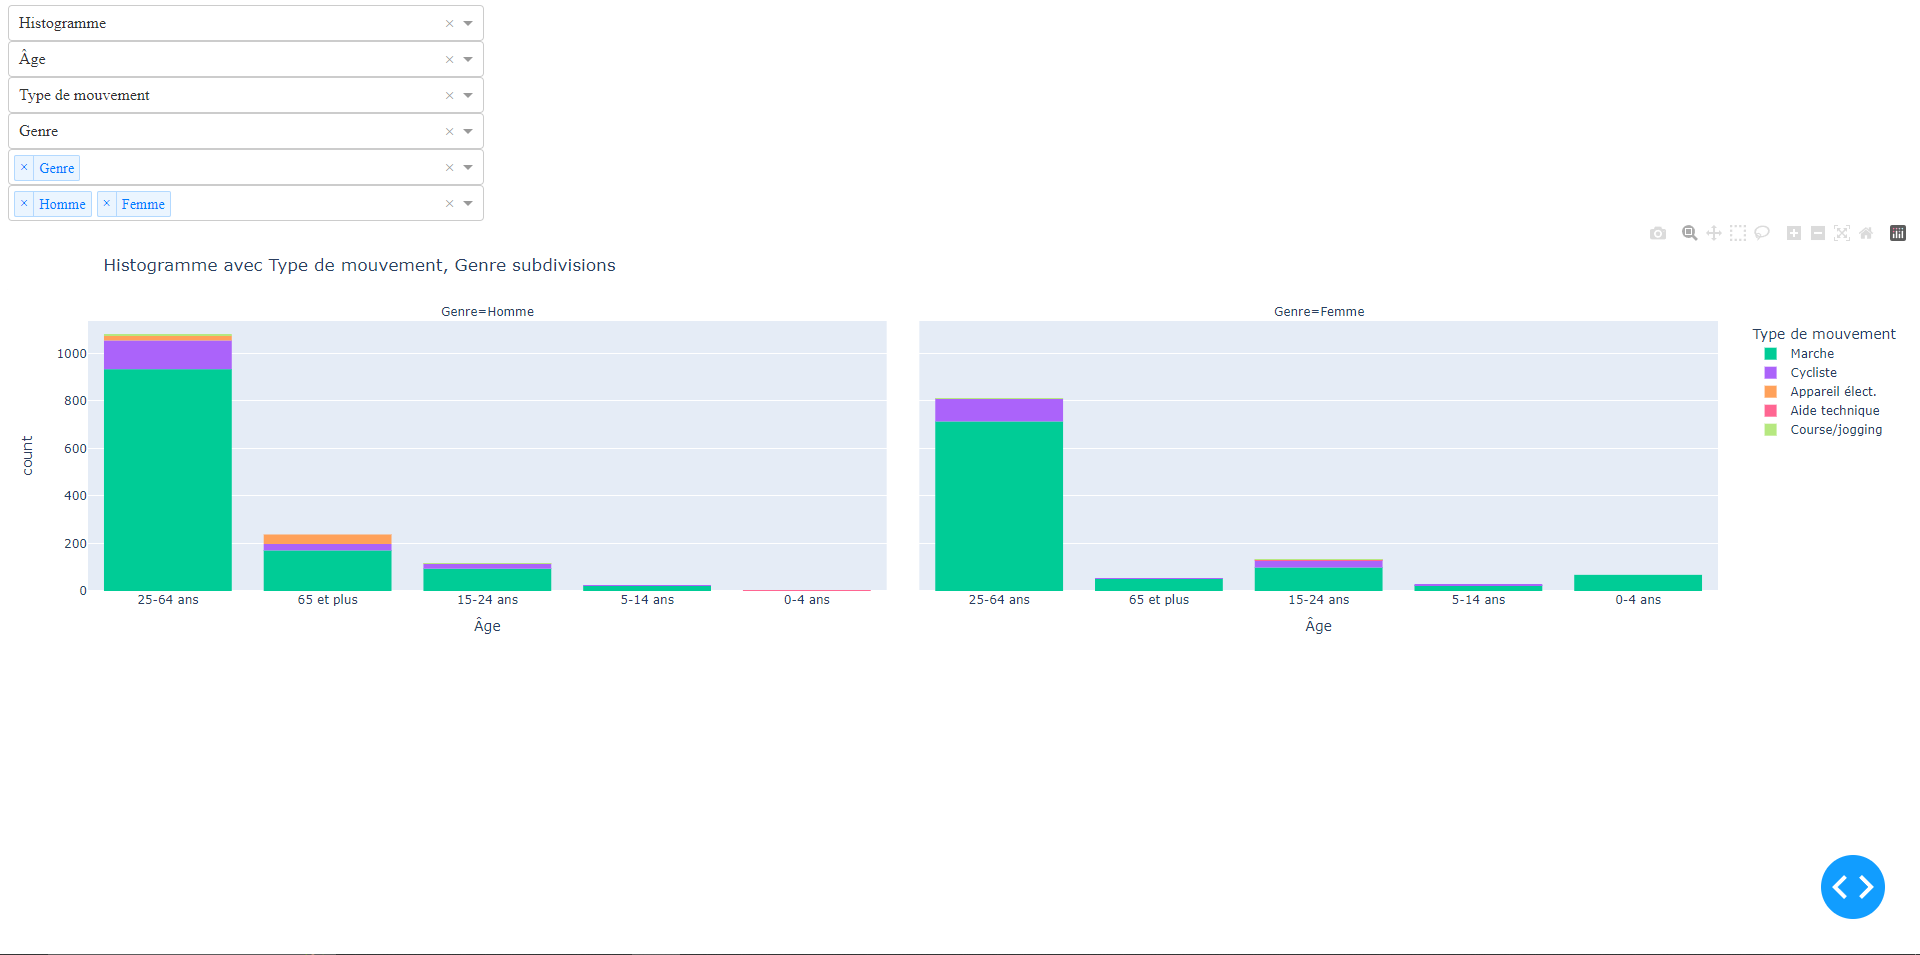 Histogramme
Âge
Type de mouvement
Genre
× Genre
× Homme × Femme
Histogramme avec Type de mouvement, Genre subdivisions
Genre=Homme
Genre=Femme
count
1000
800
600
400
200
0
25-64 ans 65 et plus 15-24 ans 5-14 ans 0-4 ans
Âge
25-64 ans 65 et plus 15-24 ans 5-14 ans 0-4 ans
Âge
Type de mouvement
Marche
Cycliste
Appareil élect.
Aide technique
Course/jogging